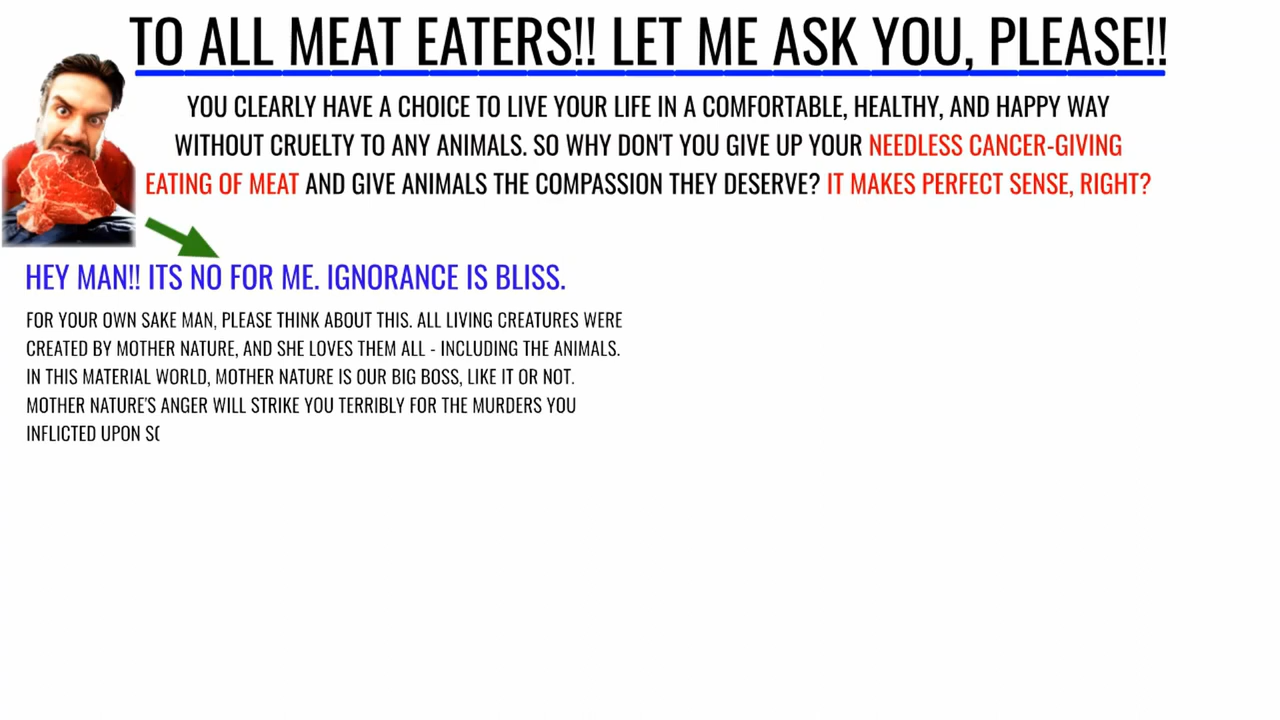 TO ALL MEAT EATERS!! LET ME ASK YOU, PLEASE!!
YOU CLEARLY HAVE A CHOICE TO LIVE YOUR LIFE IN A COMFORTABLE, HEALTHY, AND HAPPY WAY
WITHOUT CRUELTY TO ANY ANIMALS. SO WHY DON'T YOU GIVE UP YOUR NEEDLESS CANCER-GIVING
EATING OF MEAT AND GIVE ANIMALS THE COMPASSION THEY DESERVE? IT MAKES PERFECT SENSE, RIGHT?
HEY MAN!! ITS NO FOR ME. IGNORANCE IS BLISS.
FOR YOUR OWN SAKE MAN, PLEASE THINK ABOUT THIS. ALL LIVING CREATURES WERE
CREATED BY MOTHER NATURE, AND SHE LOVES THEM ALL - INCLUDING THE ANIMALS.
IN THIS MATERIAL WORLD, MOTHER NATURE IS OUR BIG BOSS, LIKE IT OR NOT.
MOTHER NATURE'S ANGER WILL STRIKE YOU TERRIBLY FOR THE MURDERS YOU
INFLICTED UPON